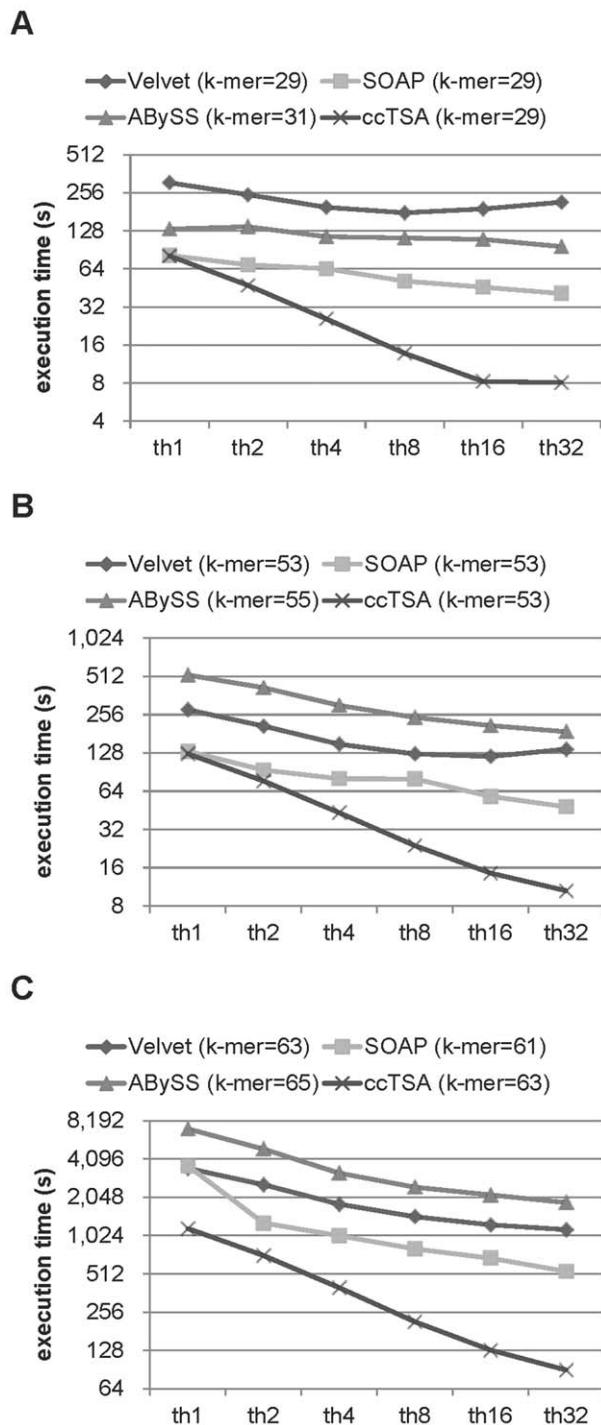 A
Velvet (k-mer=29) SOAP (k-mer=29)
ABySS (k-mer=31) ccTSA (k-mer=29)
execution time (s)
512
256
128
64
32
16
8
4
th1 th2 th4 th8 th16 th32
B
Velvet (k-mer=53) SOAP (k-mer=53)
ABySS (k-mer=55) ccTSA (k-mer=53)
execution time (s)
1,024
512
256
128
64
32
16
8
th1 th2 th4 th8 th16 th32
C
Velvet (k-mer=63) SOAP (k-mer=61)
ABySS (k-mer=65) ccTSA (k-mer=63)
execution time (s)
8,192
4,096
2,048
1,024
512
256
128
64
th1 th2 th4 th8 th16 th32